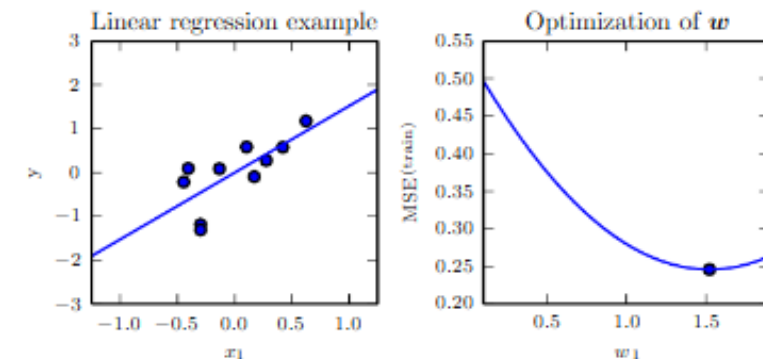 Linear regression example
3
2
1
0
−1
−2
−3
y
−1.0 −0.5 0.0 0.5 1.0
x1
Optimization of w
0.55
0.50
0.45
0.40
0.35
0.30
0.25
0.20
MSE(train)
0.5 1.0 1.5
w1